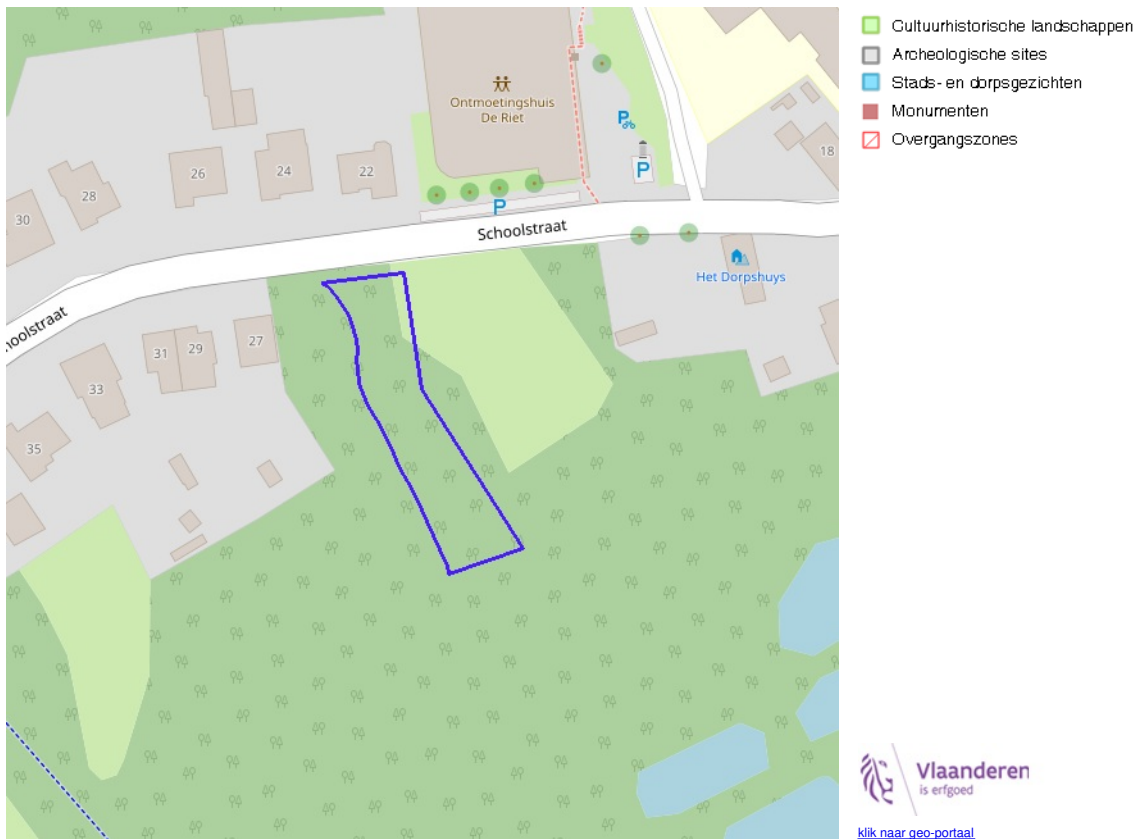 Ontmoetingshuis
De Riet
P
P
P
18
26
24
22
28
30
Schoolstraat
Het Dorpshuys
hoolstraat
31
29
27
33
35
Cultuurhistorische landschappen
Archeologische sites
Stads- en dorpsgezichten
Monumenten
Overgangszones
Vlaanderen
is erfgoed
klik naar geo-portaal